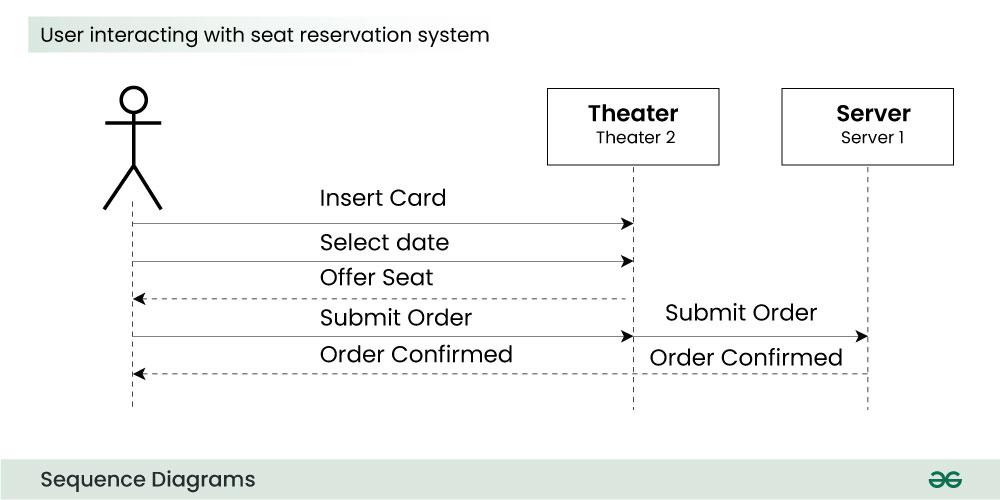 User interacting with seat reservation system
Theater
Theater 2
Server
Server 1
Insert Card
Select date
Offer Seat
Submit Order
Submit Order
Order Confirmed
Order Confirmed
Sequence Diagrams